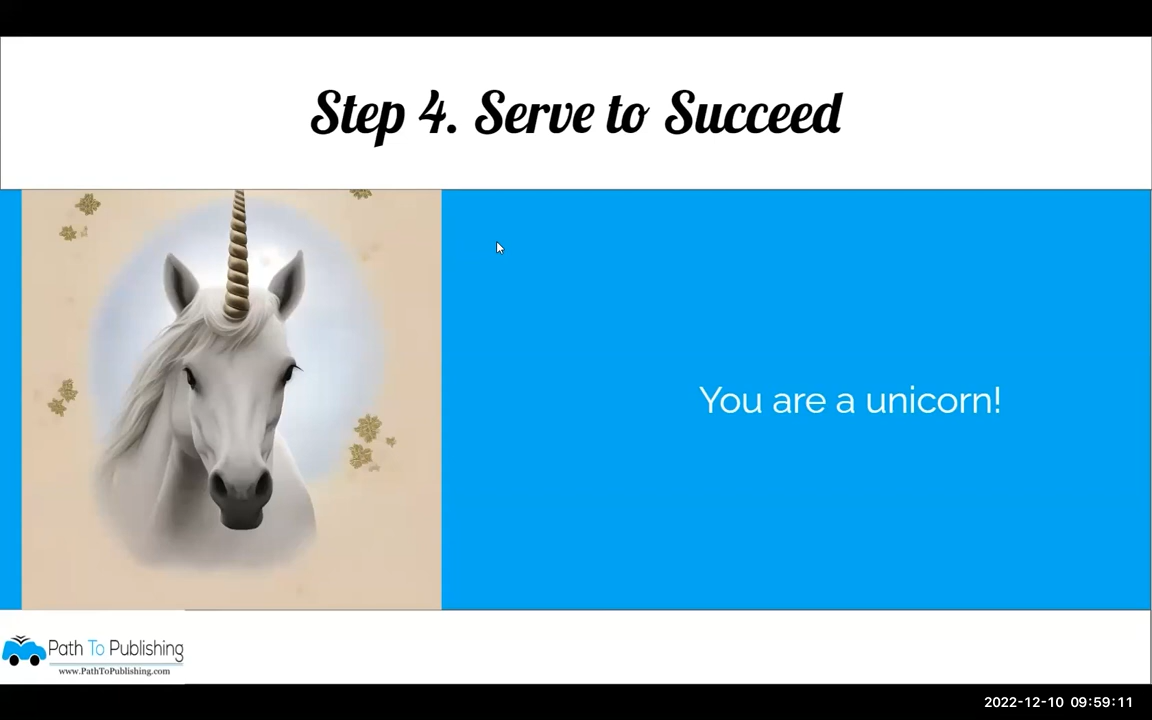 Step 4. Serve to Succeed
You are a unicorn!
Path To Publishing
www.PathToPublishing.com
2022-12-10 09:59:11